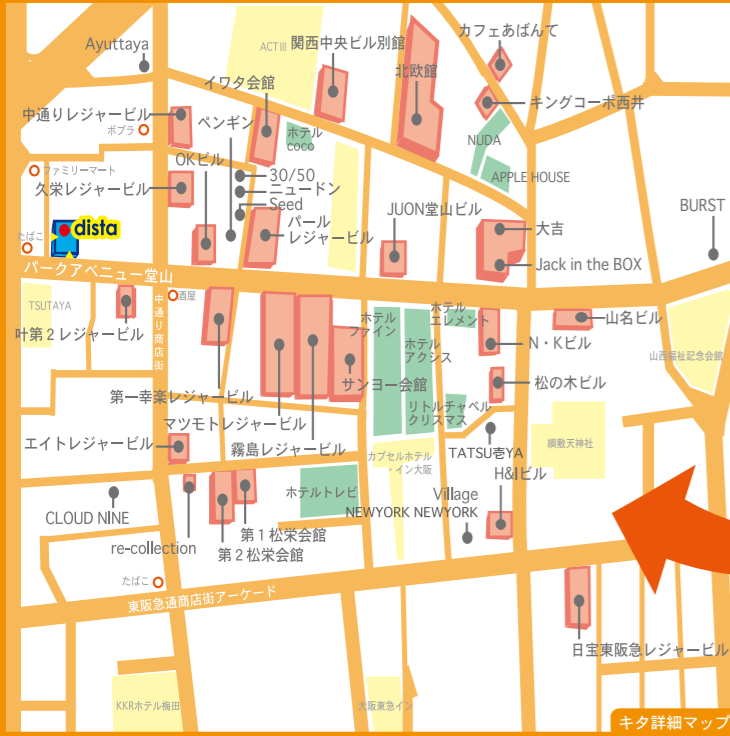 Ayuttaya
ACTⅢ
関西中央ビル別館
カフェあぱんて
イワタ会館
北欧館
中通りレジャービル
ポプラ
ペンギン
ホテル
coco
キングコーポ西井
NUDA
OKビル
ファミリーマート
30/50
ニュードン
Seed
APPLE HOUSE
久栄レジャービル
パール
レジャービル
JUON堂山ビル
大吉
BURST
dista
たばこ
Jack in the BOX
パークアベニュー堂山
TSUTAYA
酒屋
中通り商店街
叶第2レジャービル
ホテル
ファイン
ホテル
エレメント
山名ビル
ホテル
アクシス
N・Kビル
山西福祉記念会館
サンヨー会館
松の木ビル
第一幸楽レジャービル
リトルチャペル
クリスマス
マツモトレジャービル
綱敷天神社
エイトレジャービル
霧島レジャービル
カプセルホテル
・イン大阪
TATSU壱YA
H&Iビル
ホテルトレビ
Village
NEWYORK NEWYORK
CLOUD NINE
第1松栄会館
re-collection
第2松栄会館
たばこ
東阪急通商店街アーケード
日宝東阪急レジャービル
KKRホテル梅田
大阪東急イン
キタ詳細マップ